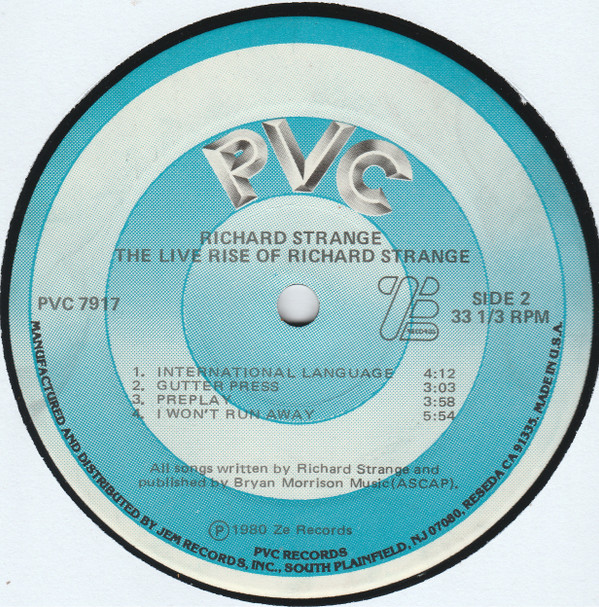 PVC
RICHARD STRANGE
THE LIVE RISE OF RICHARD STRANGE
PVC 7917
ZE RECORDS
SIDE 2
33 1/3 RPM
1. INTERNATIONAL LANGUAGE 4:12
2. GUTTER PRESS 3:03
3. PREPLAY 3:58
4. I WON'T RUN AWAY 5:54
All songs written by Richard Strange and
published by Bryan Morrison Music(ASCAP).
Ⓟ1980 Ze Records
PVC RECORDS
MANUFACTURED AND DISTRIBUTED BY JEM RECORDS, INC., SOUTH PLAINFIELD, NJ 07080, RESEDA CA 91335. MADE IN U.S.A.